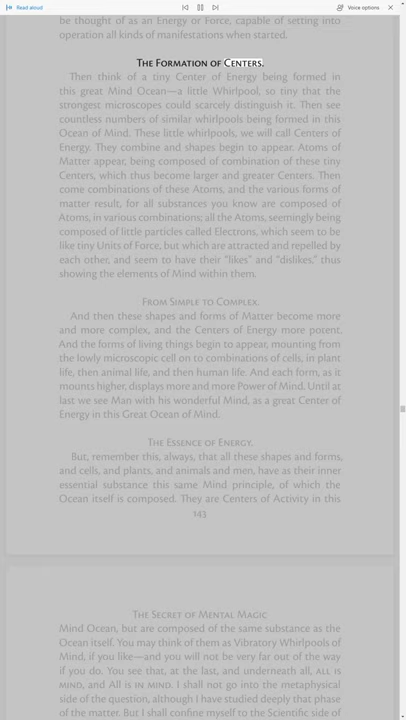 Read aloud
Voice options
be thought of as an Energy or Force, capable of setting into
operation all kinds of manifestations when started.
The Formation of Centers.
Then think of a tiny Center of Energy being formed in
this great Mind Ocean—a little Whirlpool, so tiny that the
strongest microscopes could scarcely distinguish it. Then see
countless numbers of similar whirlpools being formed in this
Ocean of Mind. These little whirlpools, we will call Centers of
Energy. They combine and shapes begin to appear. Atoms of
Matter appear, being composed of combination of these tiny
Centers, which thus become larger and greater Centers. Then
come combinations of these Atoms, and the various forms of
matter result, for all substances you know are composed of
Atoms, in various combinations; all the Atoms, seemingly being
composed of little particles called Electrons, which seem to be
like tiny Units of Force, but which are attracted and repelled by
each other, and seem to have their “likes” and “dislikes,” thus
showing the elements of Mind within them.
From Simple to Complex.
And then these shapes and forms of Matter become more
and more complex, and the Centers of Energy more potent.
And the forms of living things begin to appear, mounting from
the lowly microscopic cell on to combinations of cells, in plant
life, then animal life, and then human life. And each form, as it
mounts higher, displays more and more Power of Mind. Until at
last we see Man with his wonderful Mind, as a great Center of
Energy in this Great Ocean of Mind.
The Essence of Energy.
But, remember this, always, that all these shapes and forms,
and cells, and plants, and animals and men, have as their inner
essential substance this same Mind principle, of which the
Ocean itself is composed. They are Centers of Activity in this
143
The Secret of Mental Magic
Mind Ocean, but are composed of the same substance as the
Ocean itself. You may think of them as Vibratory Whirlpools of
Mind, if you like—and you will not be very far out of the way
if you do. You see that, at the last, and underneath all, all is
mind, and All is in mind. I shall not go into the metaphysical
side of the question, although I have studied deeply that phase
of the matter. But I shall confine myself to the Scientific side of